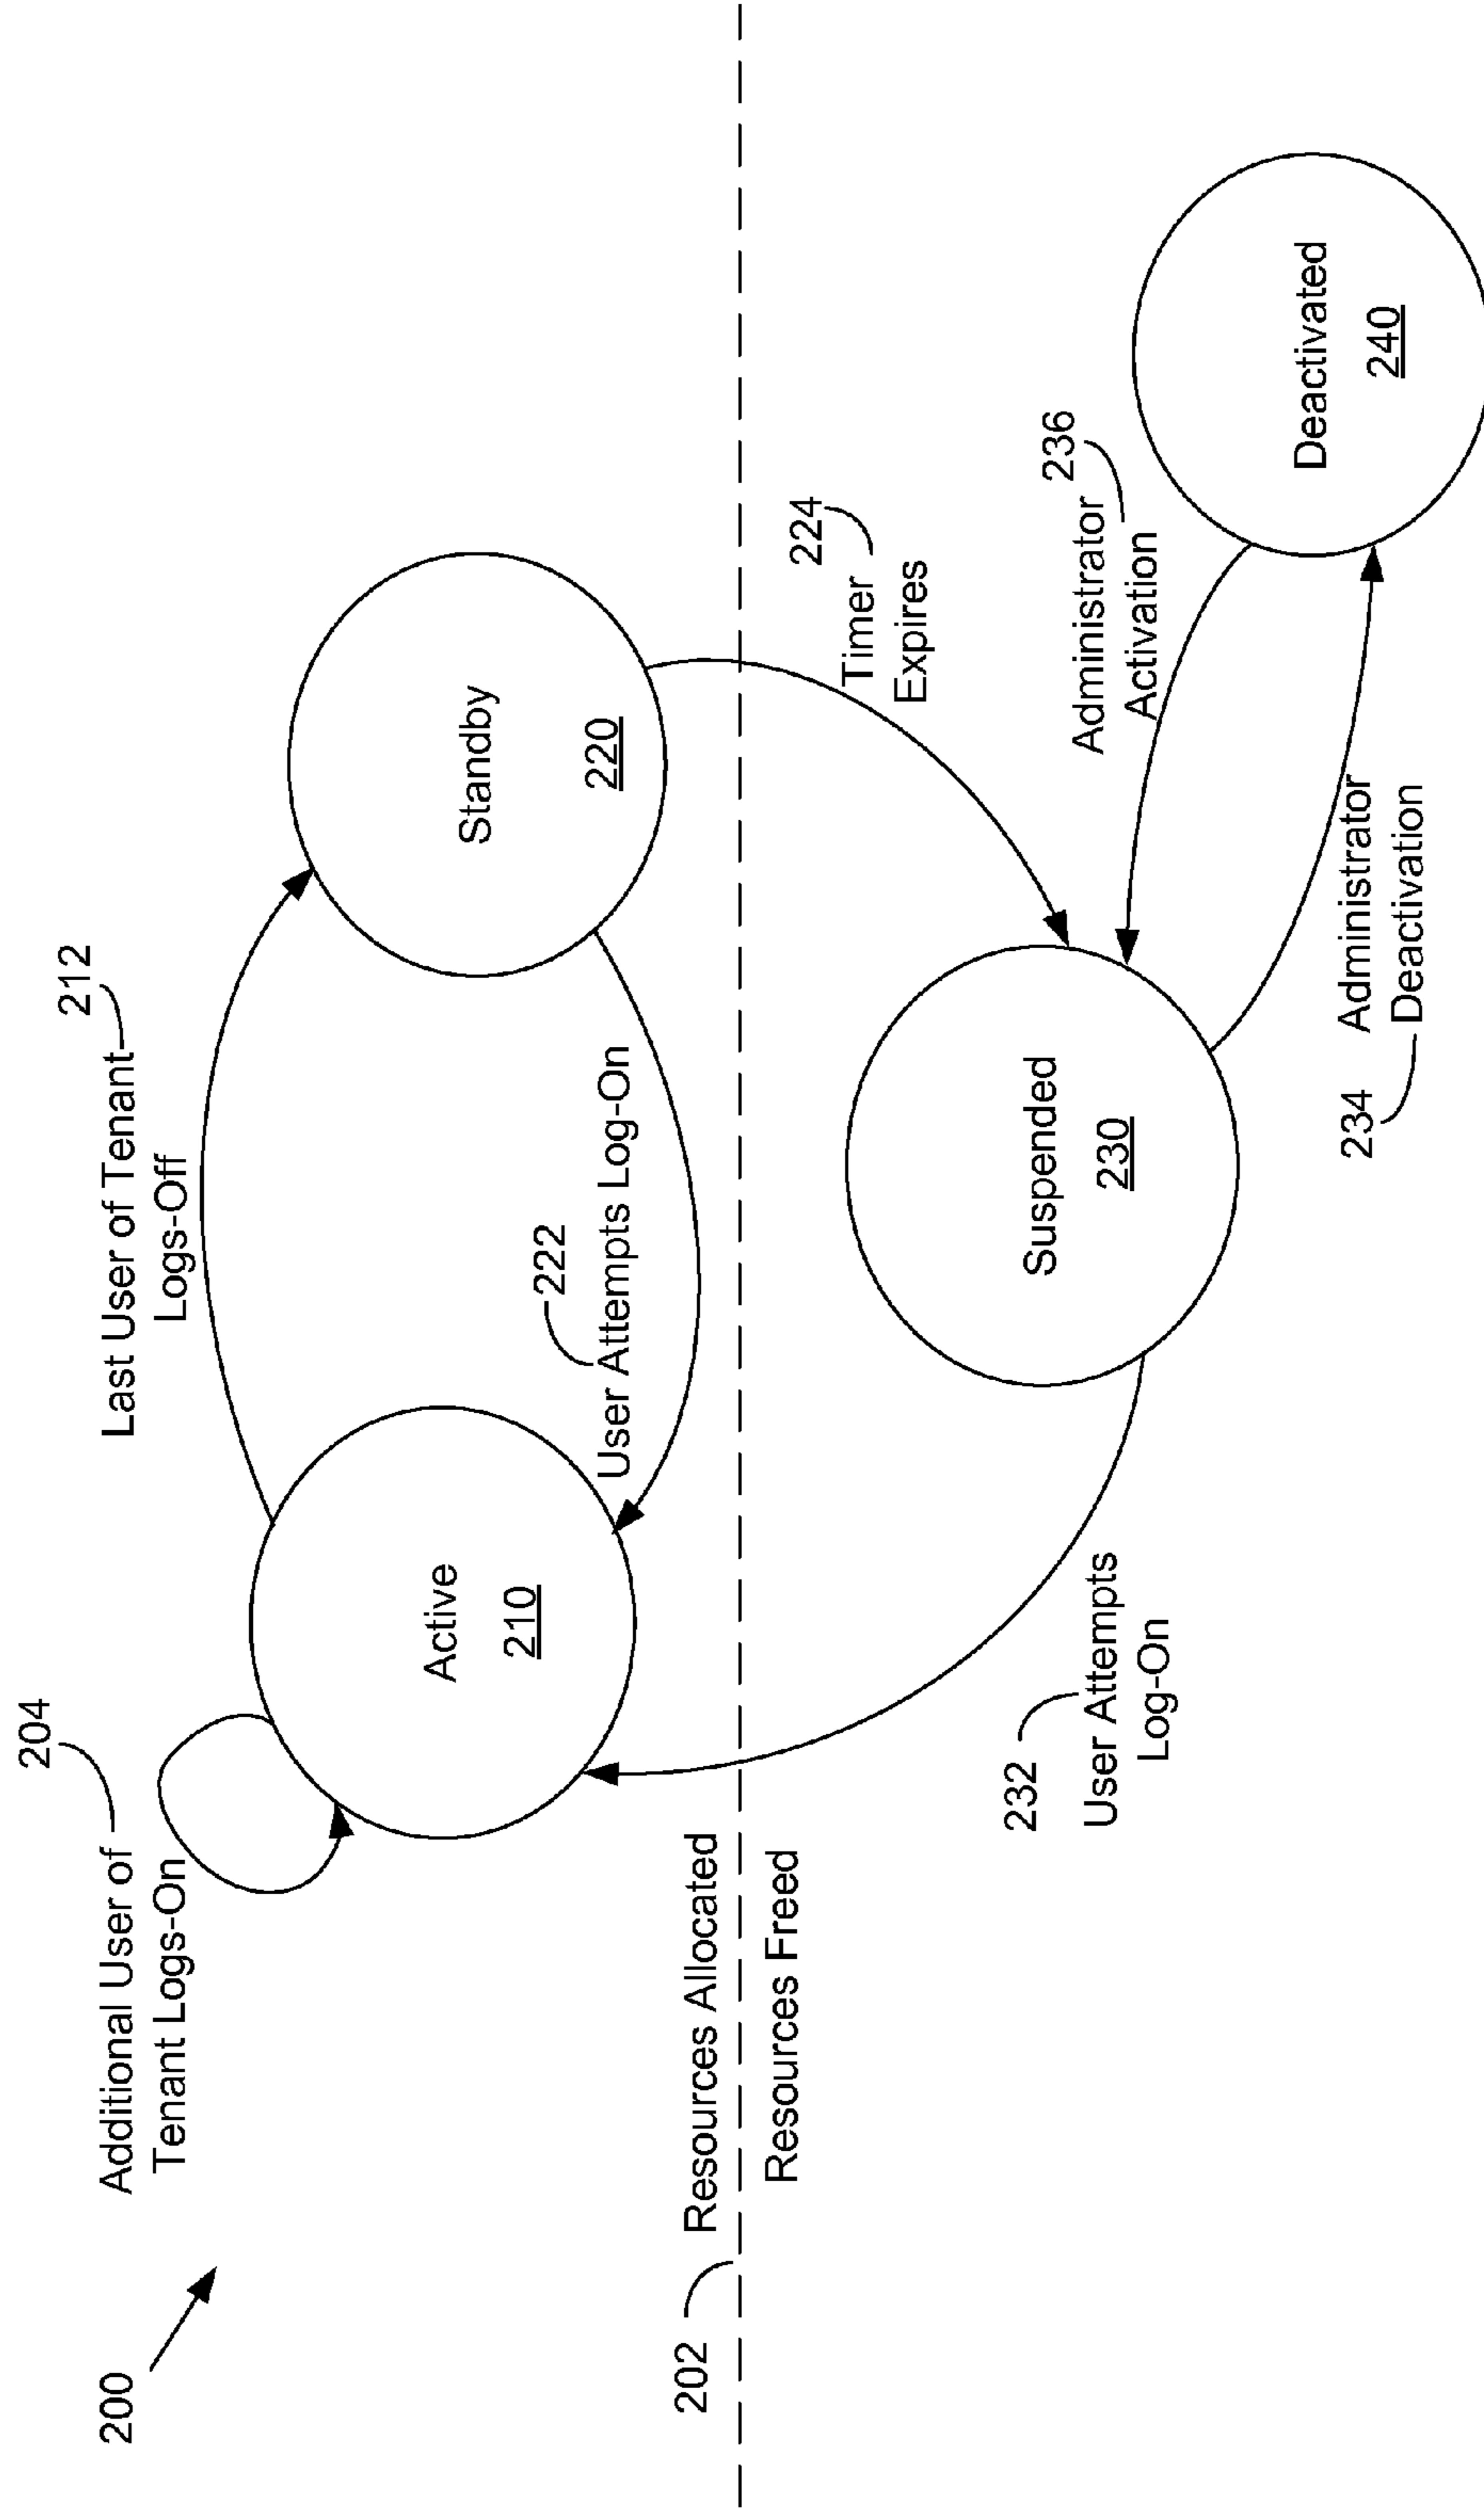 200
204
Additional User of
Tenant Logs-On
212
Last User of Tenant
Logs-Off
Active
210
Standby
220
222
User Attempts Log-On
202
Resources Allocated
Resources Freed
224
Timer
Expires
232
User Attempts
Log-On
Suspended
230
236
Administrator
Activation
234
Administrator
Deactivation
Deactivated
240